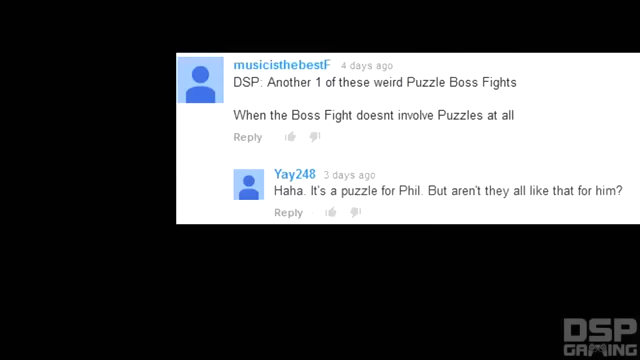 musicisthebestF 4 days ago
DSP: Another 1 of these weird Puzzle Boss Fights
When the Boss Fight doesnt involve Puzzles at all
Reply
Yay248 3 days ago
Haha. It's a puzzle for Phil. But aren't they all like that for him?
Reply
DSP
GAMING